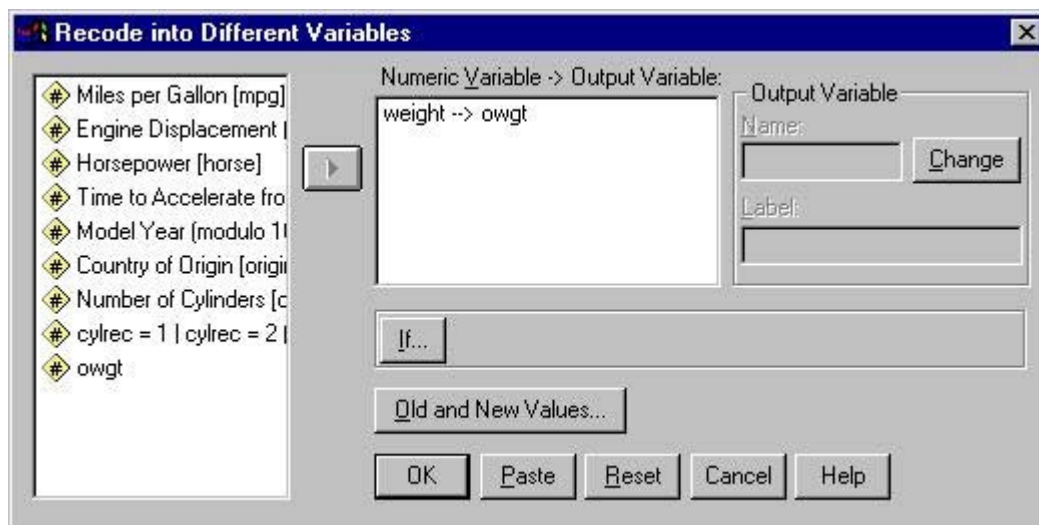 Recode into Different Variables
Miles per Gallon [mpg]
Engine Displacement [
Horsepower [horse]
Time to Accelerate fro
Model Year (modulo 10
Country of Origin [origin
Number of Cylinders [c
cylrec = 1 | cylrec = 2 |
owgt
Numeric Variable -> Output Variable:
weight --> owgt
Output Variable
Name:
Change
Label:
If...
Old and New Values...
OK
Paste
Reset
Cancel
Help